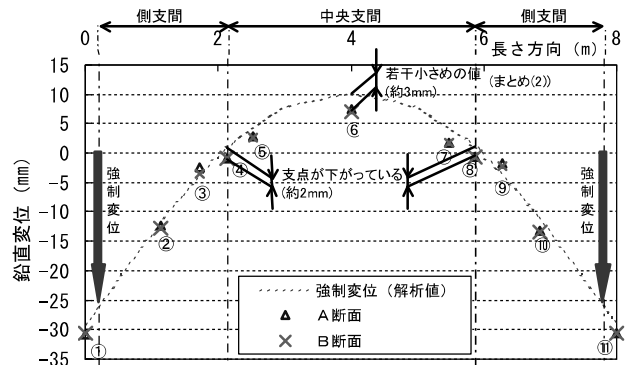 側支間 中央支間 側支間
長さ方向 (m)
0 2 4 6 8
15
10
5
0
-5
-10
-15
-20
-25
-30
-35
鉛直変位 (mm)
若干小さめの値 (まとめ(2))
(約3mm)
支点が下がっている
(約2mm)
強制変位
強制変位
① ② ③ ④ ⑤ ⑥ ⑦ ⑧ ⑨ ⑩ ⑪
強制変位 (解析値)
A断面
B断面